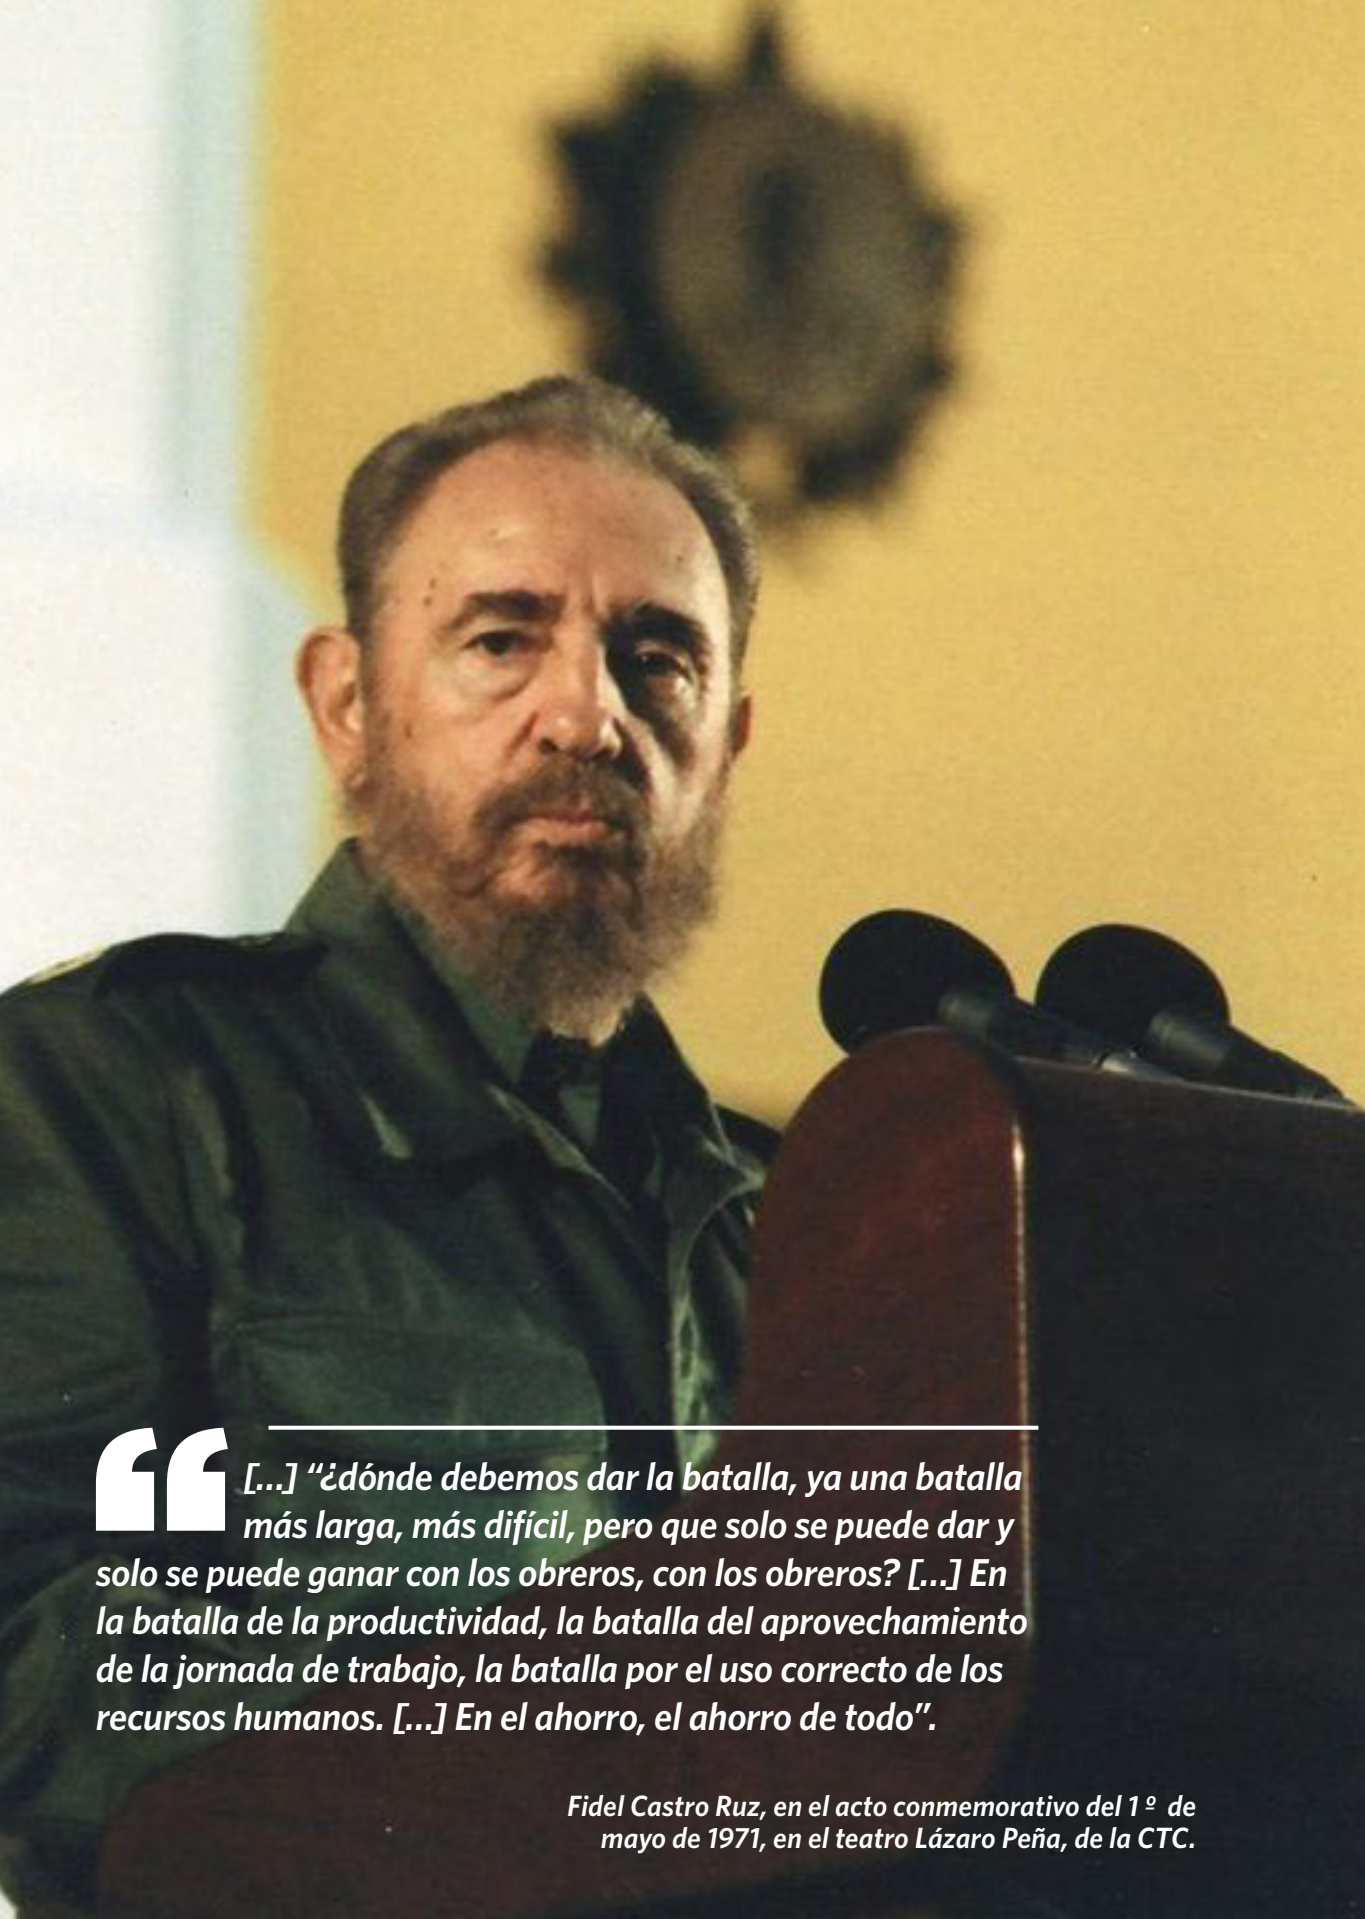 [...] “¿dónde debemos dar la batalla, ya una batalla
más larga, más difícil, pero que solo se puede dar y
solo se puede ganar con los obreros, con los obreros? [...] En
la batalla de la productividad, la batalla del aprovechamiento
de la jornada de trabajo, la batalla por el uso correcto de los
recursos humanos. [...] En el ahorro, el ahorro de todo”.
Fidel Castro Ruz, en el acto conmemorativo del 1 º de
mayo de 1971, en el teatro Lázaro Peña, de la CTC.